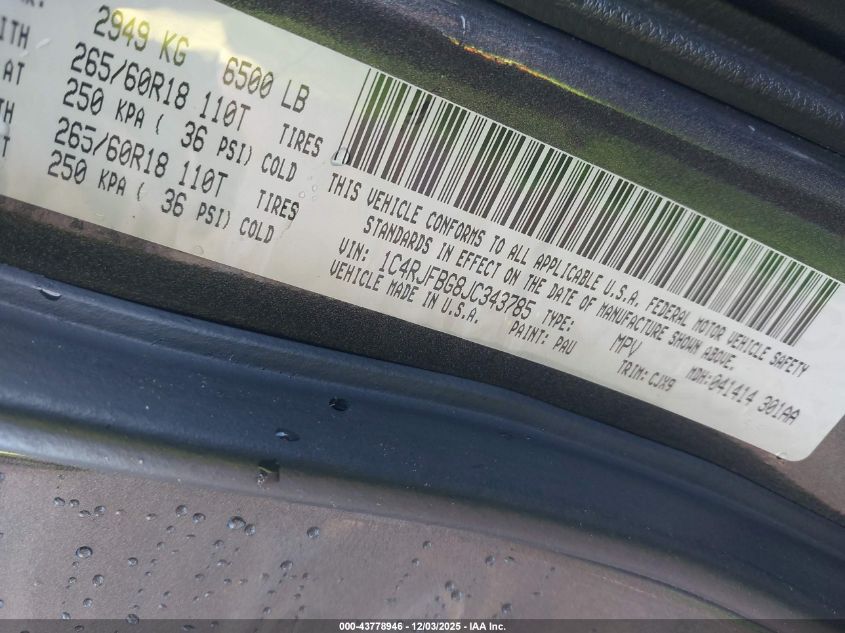 2949 KG 6500 LB
ITH 265/60R18 110T TIRES
AT 250 KPA ( 36 PSI) COLD
TH 265/60R18 110T TIRES
250 KPA ( 36 PSI) COLD
THIS VEHICLE CONFORMS TO ALL APPLICABLE U.S.A. FEDERAL MOTOR VEHICLE SAFETY
STANDARDS IN EFFECT ON THE DATE OF MANUFACTURE SHOWN ABOVE.
VIN: 1C4RJFBG8JC343785 TYPE: MPV MDH:041414 301AA
VEHICLE MADE IN U.S.A. PAINT: PAU TRIM: CJX9
000-43778946 - 12/03/2025 - IAA Inc.